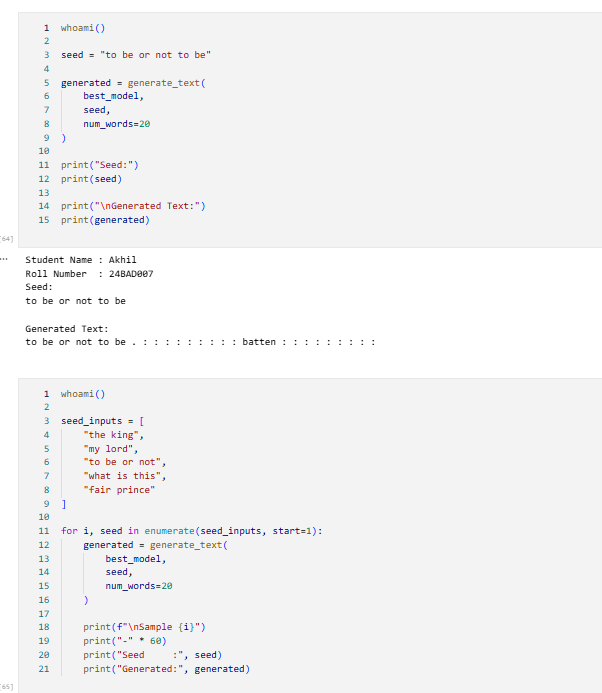 1 whoami()
2
3 seed = "to be or not to be"
4
5 generated = generate_text(
6     best_model,
7     seed,
8     num_words=20
9 )
10
11 print("Seed:")
12 print(seed)
13
14 print("\nGenerated Text:")
15 print(generated)
[64]
... Student Name : Akhil
Roll Number  : 24BAD007
Seed:
to be or not to be

Generated Text:
to be or not to be . : : : : : : : : : batten : : : : : : : : :
1 whoami()
2
3 seed_inputs = [
4     "the king",
5     "my lord",
6     "to be or not",
7     "what is this",
8     "fair prince"
9 ]
10
11 for i, seed in enumerate(seed_inputs, start=1):
12     generated = generate_text(
13         best_model,
14         seed,
15         num_words=20
16     )
17
18     print(f"\nSample {i}")
19     print("-" * 60)
20     print("Seed     :", seed)
21     print("Generated:", generated)
[65]